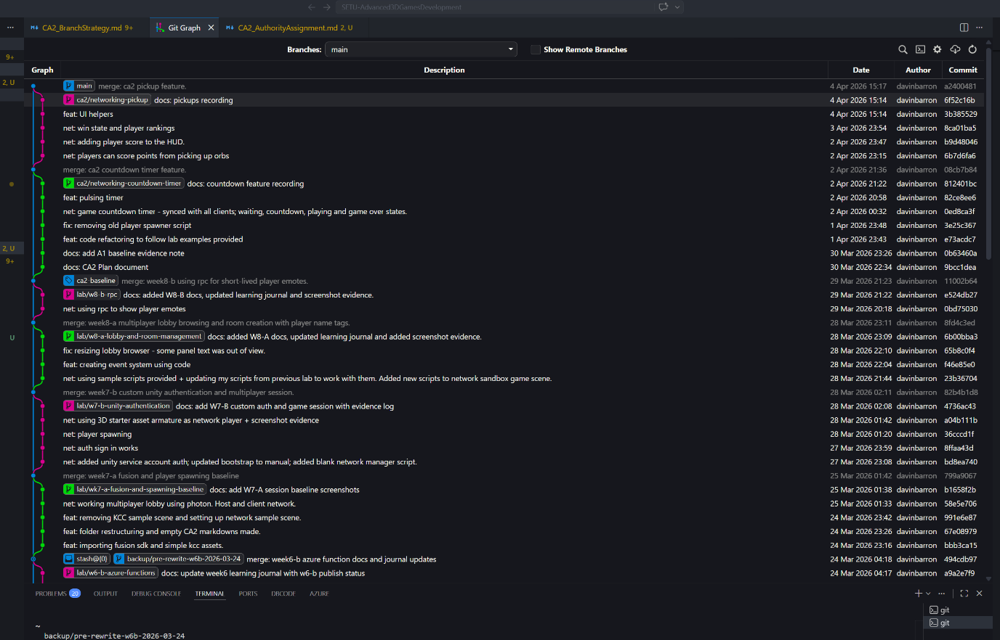 SETU-Advanced3DGamesDevelopment
CA2_BranchStrategy.md 9+
Git Graph
CA2_AuthorityAssignment.md 2, U
9+
2, U
2, U
9+
U
Branches: main Show Remote Branches
Graph Description Date Author Commit
main merge: ca2 pickup feature. 4 Apr 2026 15:17 davinbarron a2400481
ca2/networking-pickup docs: pickups recording 4 Apr 2026 15:14 davinbarron 6f52c16b
feat: UI helpers 4 Apr 2026 15:14 davinbarron 3b385529
net: win state and player rankings 3 Apr 2026 23:54 davinbarron 8ca01ba5
net: adding player score to the HUD. 2 Apr 2026 23:47 davinbarron b9d48046
net: players can score points from picking up orbs 2 Apr 2026 23:15 davinbarron 6b7d6fa6
merge: ca2 countdown timer feature. 2 Apr 2026 21:36 davinbarron 08cb7b84
ca2/networking-countdown-timer docs: countdown feature recording 2 Apr 2026 21:22 davinbarron 812401bc
feat: pulsing timer 2 Apr 2026 20:58 davinbarron 82ce8ee6
net: game countdown timer - synced with all clients; waiting, countdown, playing and game over states. 2 Apr 2026 00:32 davinbarron 0ed8ca3f
fix: removing old player spawner script 1 Apr 2026 23:48 davinbarron 3e25c367
feat: code refactoring to follow lab examples provided 1 Apr 2026 23:43 davinbarron e73acdc7
docs: add A1 baseline evidence note 30 Mar 2026 23:26 davinbarron 0b63460a
docs: CA2 Plan document 30 Mar 2026 22:34 davinbarron 9bcc1dea
ca2-baseline merge: week8-b using rpc for short-lived player emotes. 29 Mar 2026 21:23 davinbarron 11002b64
lab/w8-b-rpc docs: added W8-B docs, updated learning journal and screenshot evidence. 29 Mar 2026 21:22 davinbarron e524db27
net: using rpc to show player emotes 29 Mar 2026 20:18 davinbarron 0bd75030
merge: week8-a multiplayer lobby browsing and room creation with player name tags. 28 Mar 2026 23:11 davinbarron 8fd4c3ed
lab/w8-a-lobby-and-room-management docs: added W8-A docs, updated learning journal and added screenshot evidence. 28 Mar 2026 23:09 davinbarron 6b00bba3
fix: resizing lobby browser - some panel text was out of view. 28 Mar 2026 22:10 davinbarron 65b8c0f4
feat: creating event system using code 28 Mar 2026 22:04 davinbarron f46e85e0
net: using sample scripts provided + updating my scripts from previous lab to work with them. Added new scripts to network sandbox game scene. 28 Mar 2026 21:44 davinbarron 23b36704
merge: week7-b custom unity authentication and multiplayer session. 28 Mar 2026 02:11 davinbarron 82b4b1d8
lab/w7-b-unity-authentication docs: add W7-B custom auth and game session with evidence log 28 Mar 2026 02:08 davinbarron 4736ac43
net: using 3D starter asset armature as network player + screenshot evidence 28 Mar 2026 01:42 davinbarron a04b111b
net: player spawning 28 Mar 2026 01:20 davinbarron 36cccd1f
net: auth sign in works 27 Mar 2026 23:59 davinbarron 8ffaa43d
net: added unity service account auth; updated bootstrap to manual; added blank network manager script. 27 Mar 2026 23:08 davinbarron bd8ea740
merge: week7-a fusion and player spawning baseline 25 Mar 2026 01:42 davinbarron 799a9067
lab/wk7-a-fusion-and-spawning-baseline docs: add W7-A session baseline screenshots 25 Mar 2026 01:38 davinbarron b1658f2b
net: working multiplayer lobby using photon. Host and client network. 25 Mar 2026 01:33 davinbarron 58e5e706
feat: removing KCC sample scene and setting up network sample scene. 24 Mar 2026 23:42 davinbarron 991e6e87
feat: folder restructuring and empty CA2 markdowns made. 24 Mar 2026 23:26 davinbarron 67e08979
feat: importing fusion sdk and simple kcc assets. 24 Mar 2026 23:16 davinbarron bbb3ca15
stash@{0} backup/pre-rewrite-w6b-2026-03-24 merge: week6-b azure function docs and journal updates 24 Mar 2026 04:18 davinbarron 494cdb97
lab/w6-b-azure-functions docs: update week6 learning journal with w6-b publish status 24 Mar 2026 04:17 davinbarron a9a2e7f9
PROBLEMS 20 OUTPUT DEBUG CONSOLE TERMINAL PORTS DBCODE AZURE
git
git
~
backup/pre-rewrite-w6b-2026-03-24